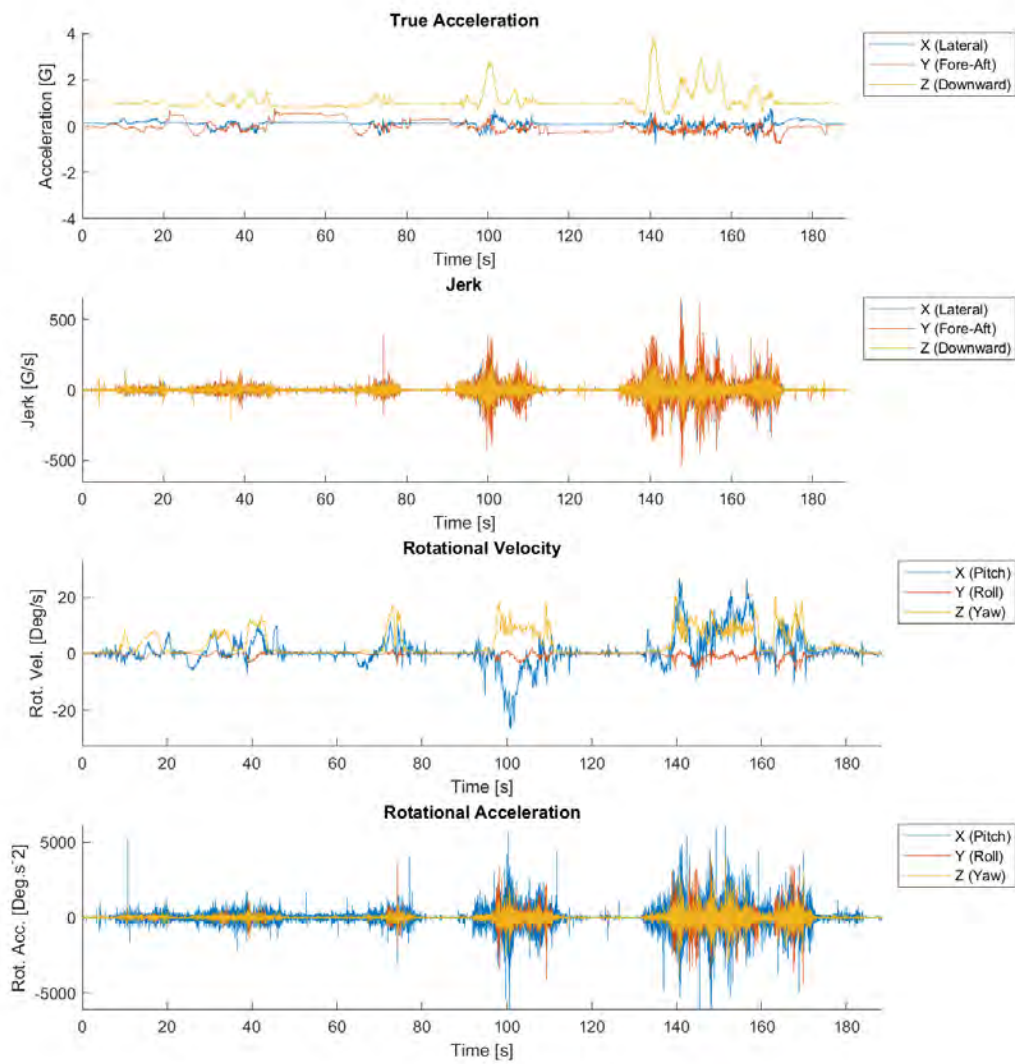 True Acceleration
4
2
0
-2
-4
Acceleration [G]
0 20 40 60 80 100 120 140 160 180
Time [s]
X (Lateral)
Y (Fore-Aft)
Z (Downward)
Jerk
500
0
-500
Jerk [G/s]
0 20 40 60 80 100 120 140 160 180
Time [s]
X (Lateral)
Y (Fore-Aft)
Z (Downward)
Rotational Velocity
20
0
-20
Rot. Vel. [Deg/s]
0 20 40 60 80 100 120 140 160 180
Time [s]
X (Pitch)
Y (Roll)
Z (Yaw)
Rotational Acceleration
5000
0
-5000
Rot. Acc. [Deg.s-2]
0 20 40 60 80 100 120 140 160 180
Time [s]
X (Pitch)
Y (Roll)
Z (Yaw)